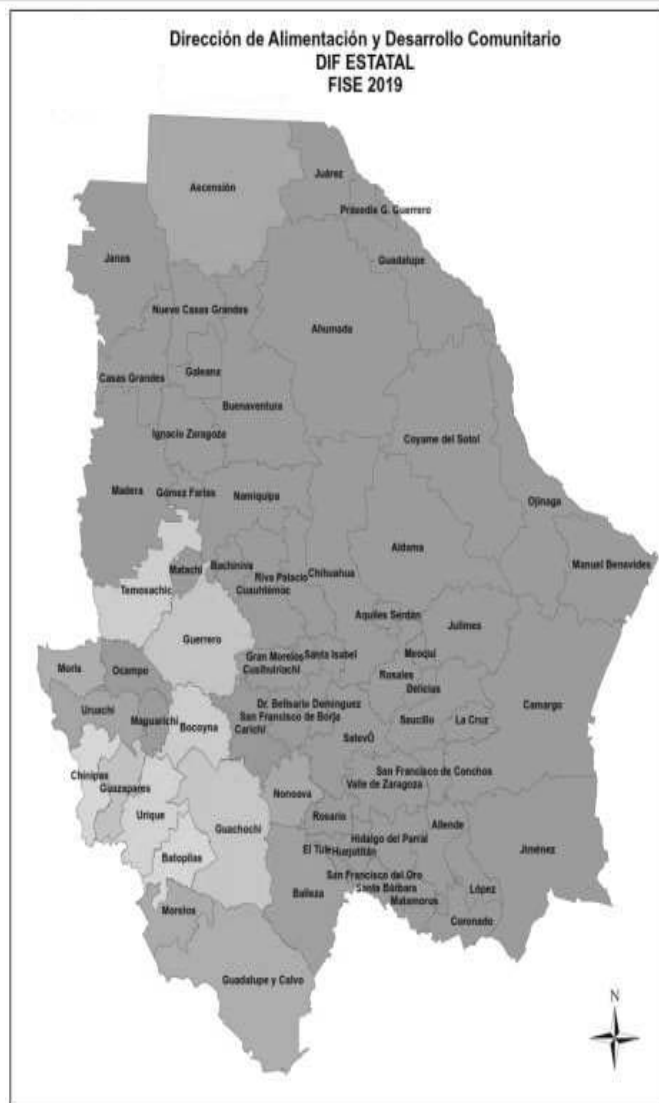 Dirección de Alimentación y Desarrollo Comunitario
DIF ESTATAL
FISE 2019
Ascensión
Juárez
Práxedis G. Guerrero
Guadalupe
Janos
Nuevo Casas Grandes
Ahumada
Casas Grandes
Galeana
Buenaventura
Ignacio Zaragoza
Coyame del Sotol
Madera
Gómez Farías
Namiquipa
Ojinaga
Aldama
Manuel Benavides
Matachi
Bachiniva
Riva Palacio
Chihuahua
Temosachic
Cuauhtémoc
Aquiles Serdán
Julimes
Guerrero
Meoqui
Gran Morelos
Santa Isabel
Moris
Ocampo
Cusihuiriachi
Rosales
Delicias
Camargo
Uruachi
Maguarichi
Bocoyna
Dr. Belisario Domínguez
San Francisco de Borja
Carichi
Saucillo
La Cruz
SatevÓ
Chinipas
Guazapares
San Francisco de Conchos
Valle de Zaragoza
Nonoava
Urique
Guachochi
Rosario
Allende
Hidalgo del Parral
Jiménez
Batopilas
El Tule
Huejotitán
San Francisco del Oro
Balleza
Santa Bárbara
López
Matamoros
Morelos
Coronado
Guadalupe y Calvo
N